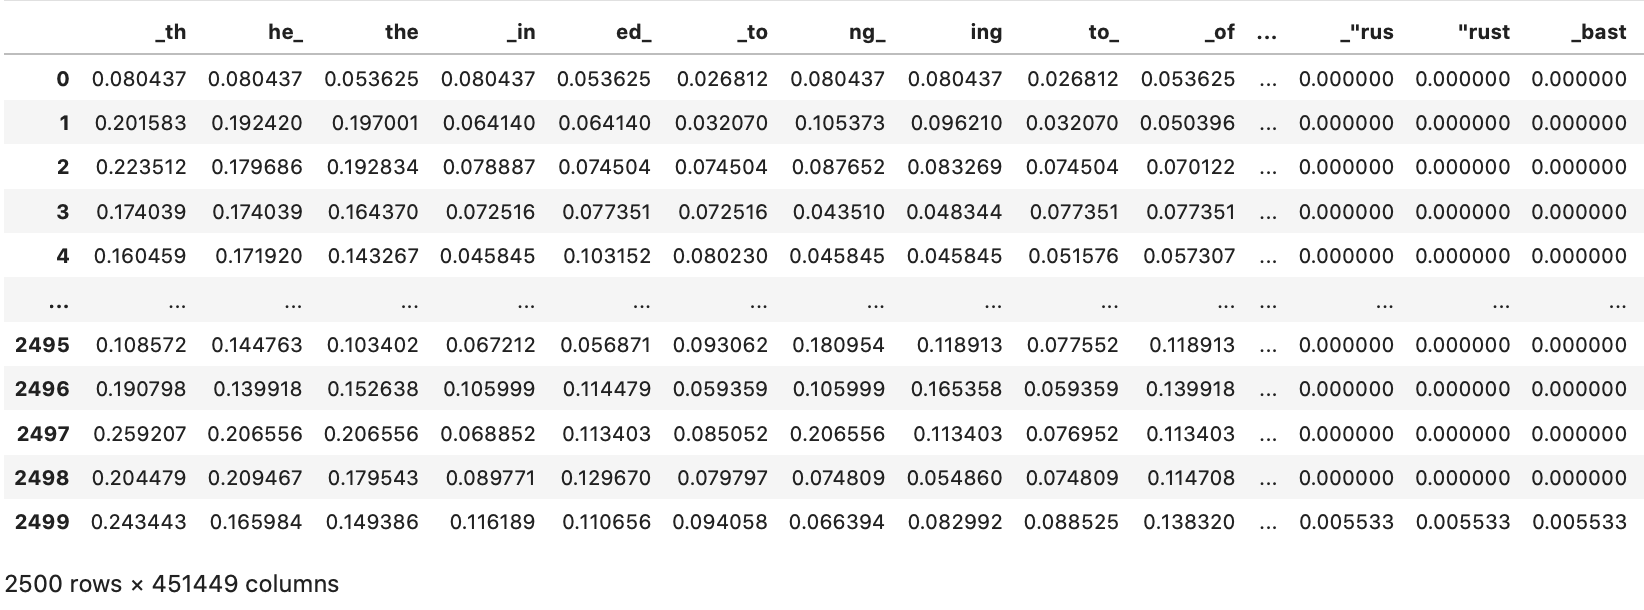 _th he_ the _in ed_ _to ng_ ing to_ _of ... _"rus "rust _bast
0 0.080437 0.080437 0.053625 0.080437 0.053625 0.026812 0.080437 0.080437 0.026812 0.053625 ... 0.000000 0.000000 0.000000
1 0.201583 0.192420 0.197001 0.064140 0.064140 0.032070 0.105373 0.096210 0.032070 0.050396 ... 0.000000 0.000000 0.000000
2 0.223512 0.179686 0.192834 0.078887 0.074504 0.074504 0.087652 0.083269 0.074504 0.070122 ... 0.000000 0.000000 0.000000
3 0.174039 0.174039 0.164370 0.072516 0.077351 0.072516 0.043510 0.048344 0.077351 0.077351 ... 0.000000 0.000000 0.000000
4 0.160459 0.171920 0.143267 0.045845 0.103152 0.080230 0.045845 0.045845 0.051576 0.057307 ... 0.000000 0.000000 0.000000
... ... ... ... ... ... ... ... ... ... ... ... ... ... ...
2495 0.108572 0.144763 0.103402 0.067212 0.056871 0.093062 0.180954 0.118913 0.077552 0.118913 ... 0.000000 0.000000 0.000000
2496 0.190798 0.139918 0.152638 0.105999 0.114479 0.059359 0.105999 0.165358 0.059359 0.139918 ... 0.000000 0.000000 0.000000
2497 0.259207 0.206556 0.206556 0.068852 0.113403 0.085052 0.206556 0.113403 0.076952 0.113403 ... 0.000000 0.000000 0.000000
2498 0.204479 0.209467 0.179543 0.089771 0.129670 0.079797 0.074809 0.054860 0.074809 0.114708 ... 0.000000 0.000000 0.000000
2499 0.243443 0.165984 0.149386 0.116189 0.110656 0.094058 0.066394 0.082992 0.088525 0.138320 ... 0.005533 0.005533 0.005533
2500 rows × 451449 columns